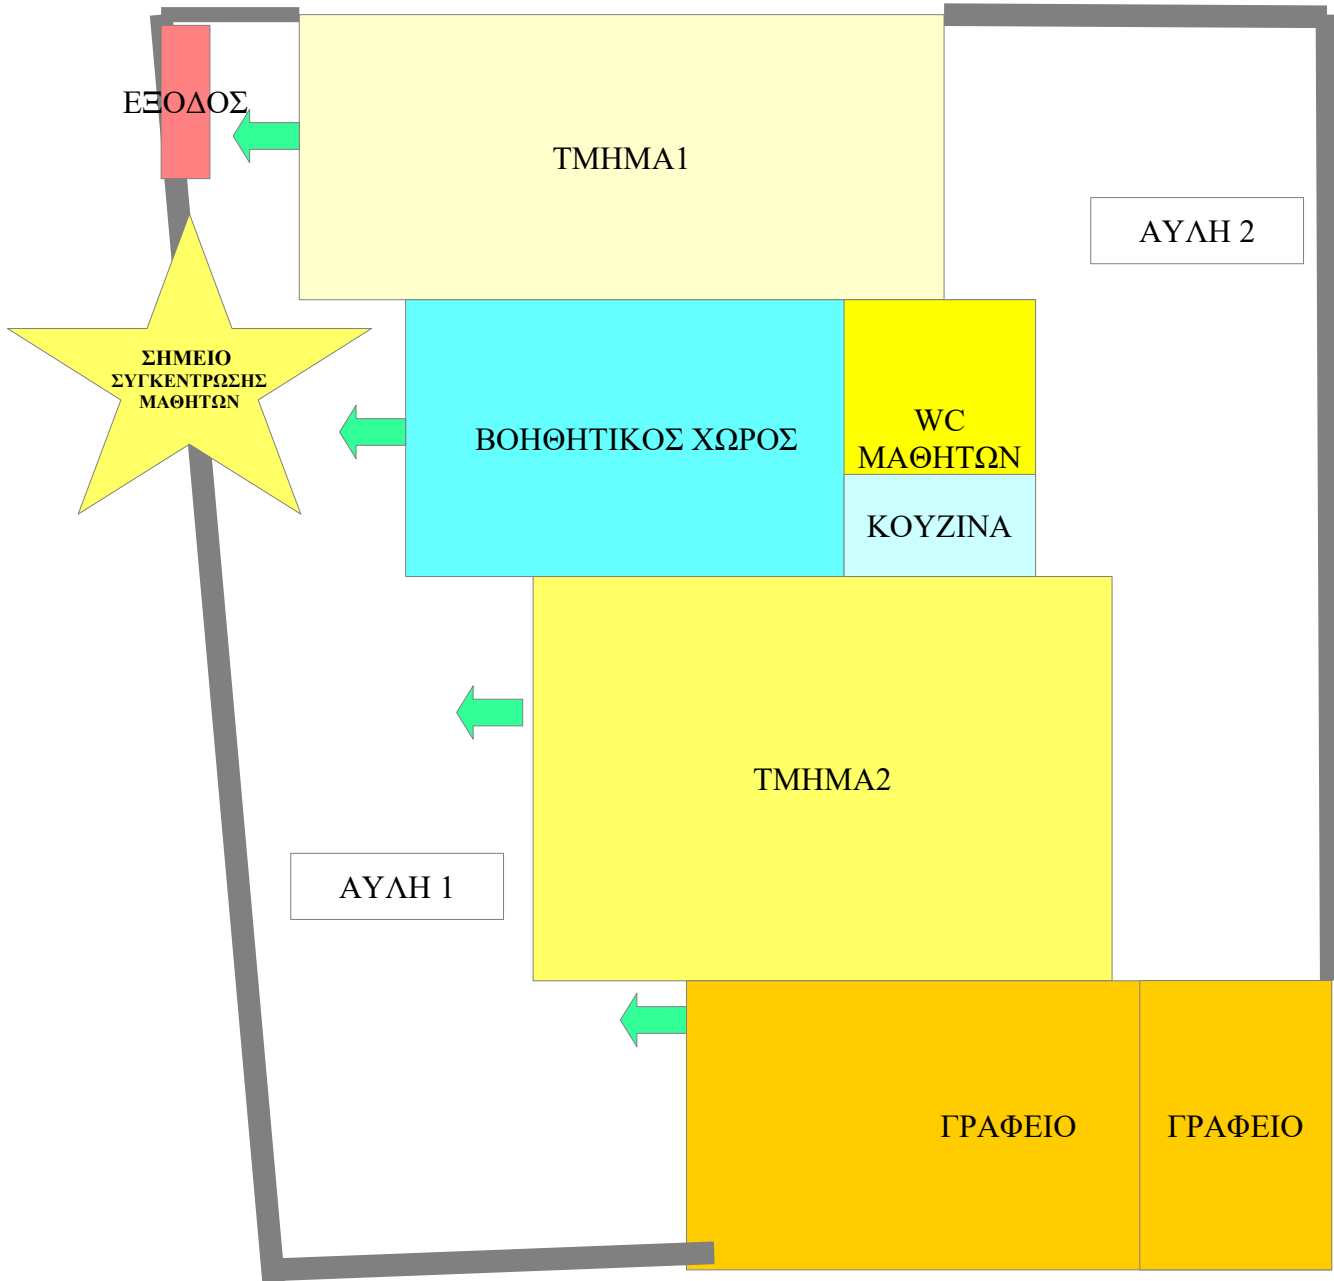 ΕΞΟΔΟΣ
ΤΜΗΜΑ1
ΑΥΛΗ 2
ΣΗΜΕΙΟ
ΣΥΓΚΕΝΤΡΩΣΗΣ
ΜΑΘΗΤΩΝ
ΒΟΗΘΗΤΙΚΟΣ ΧΩΡΟΣ
WC
ΜΑΘΗΤΩΝ
ΚΟΥΖΙΝΑ
ΤΜΗΜΑ2
ΑΥΛΗ 1
ΓΡΑΦΕΙΟ
ΓΡΑΦΕΙΟ